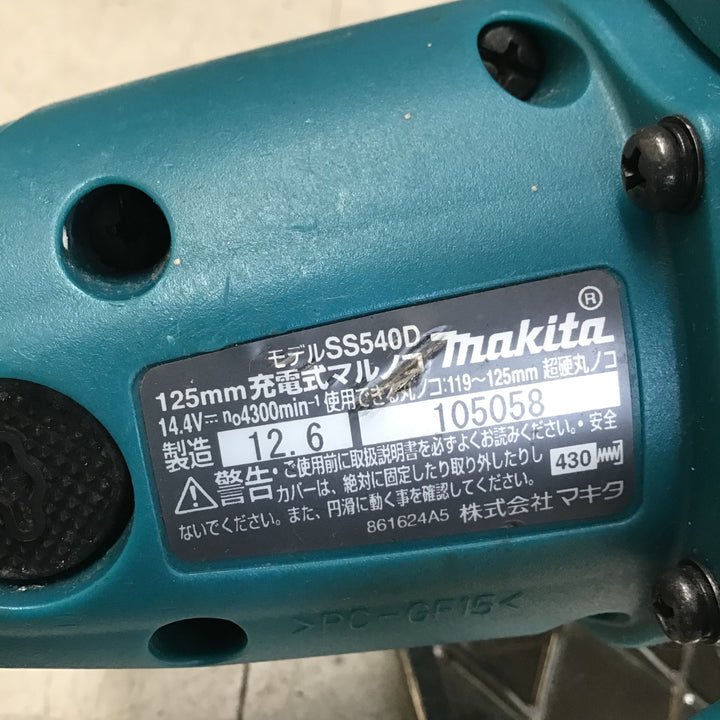 モデルSS540D makita®
125mm充電式マルノコ
14.4V⎓ n₀4300min⁻¹ 使用できる丸ノコ:119〜125mm 超硬丸ノコ
製造 12.6 105058
⚠警告・ご使用前に取扱説明書を必ずよくお読みください。・安全
カバーは、絶対に固定したり取り外したりし
ないでください。また、円滑に動く事を確認してください。
430
861624A5 株式会社 マキタ
>PC-GF15<